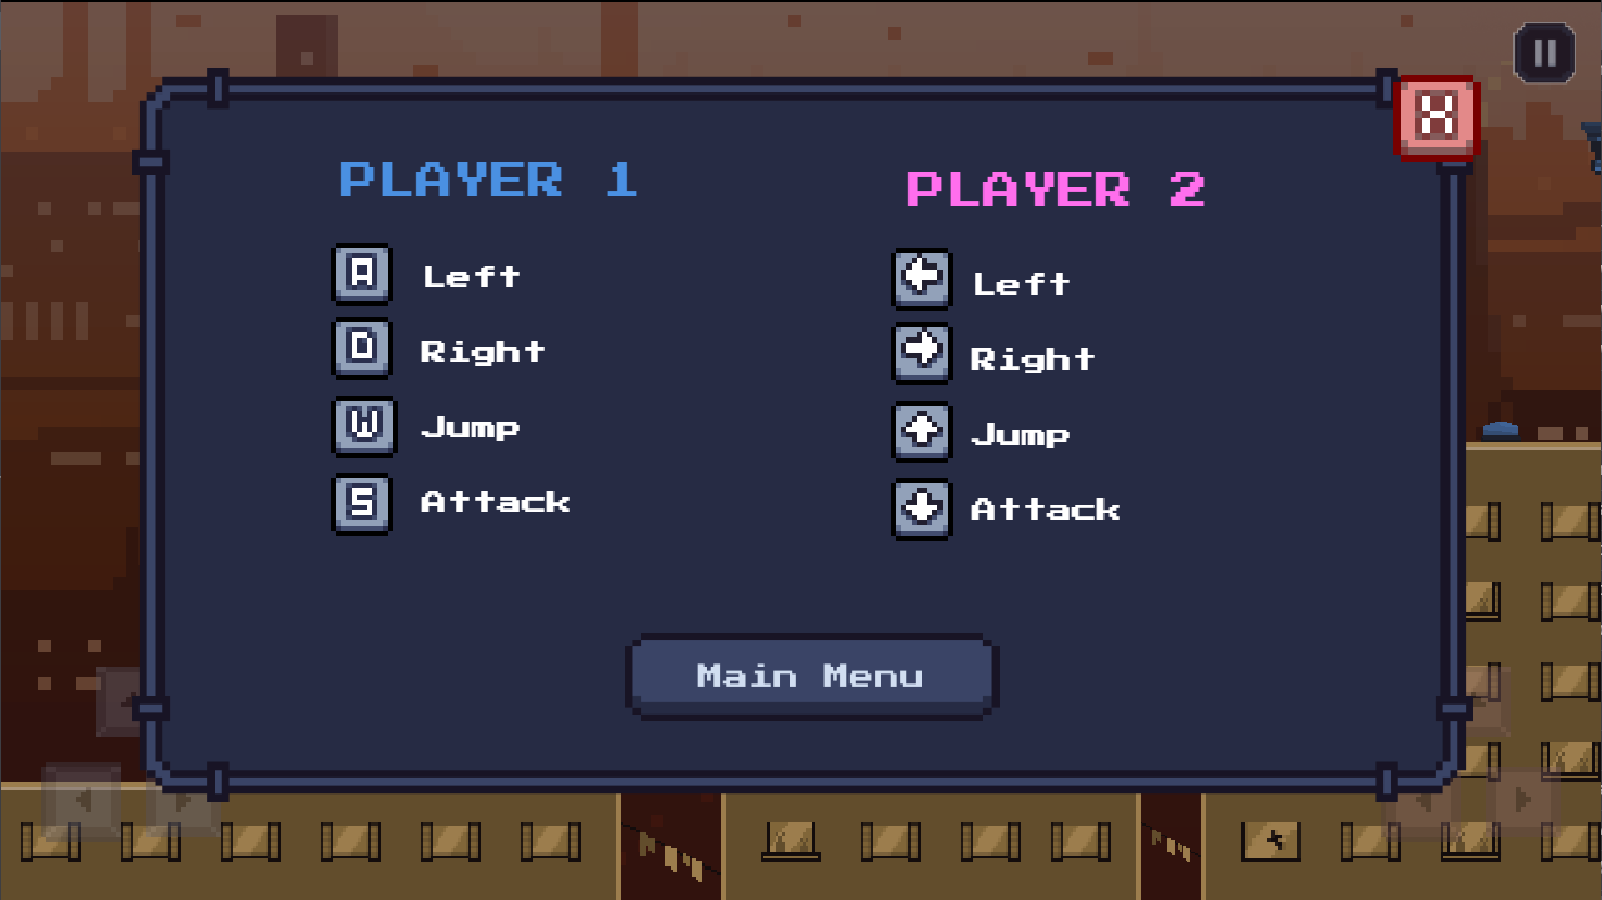 X
PLAYER 1
A Left
D Right
W Jump
S Attack
PLAYER 2
Left
Right
Jump
Attack
Main Menu